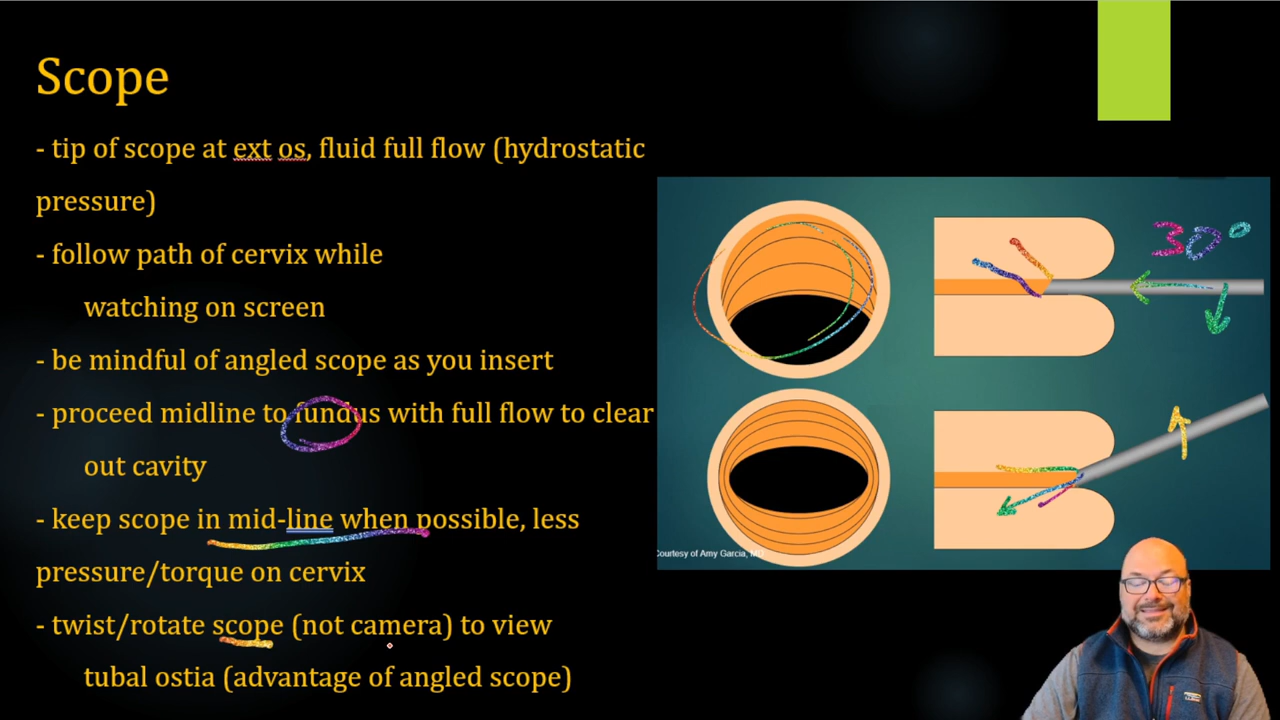 Scope
- tip of scope at ext os, fluid full flow (hydrostatic
pressure)
- follow path of cervix while
watching on screen
- be mindful of angled scope as you insert
- proceed midline to fundus with full flow to clear
out cavity
- keep scope in mid-line when possible, less
pressure/torque on cervix
- twist/rotate scope (not camera) to view
tubal ostia (advantage of angled scope)
30°
Courtesy of Amy Garcia, MD